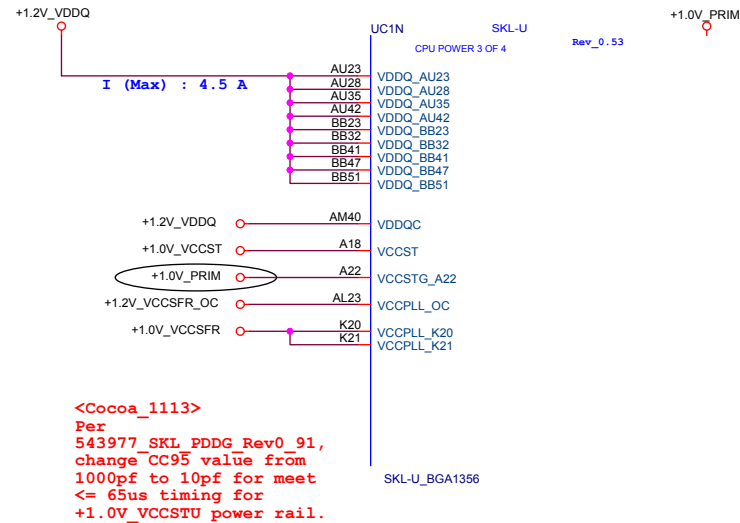 +1.2V_VDDQ
+1.0V_PRIM
UC1N
SKL-U
CPU POWER 3 OF 4
Rev_0.53
I (Max) : 4.5 A
AU23 VDDQ_AU23
AU28 VDDQ_AU28
AU35 VDDQ_AU35
AU42 VDDQ_AU42
BB23 VDDQ_BB23
BB32 VDDQ_BB32
BB41 VDDQ_BB41
BB47 VDDQ_BB47
BB51 VDDQ_BB51
+1.2V_VDDQ AM40 VDDQC
+1.0V_VCCST A18 VCCST
+1.0V_PRIM A22 VCCSTG_A22
+1.2V_VCCSFR_OC AL23 VCCPLL_OC
+1.0V_VCCSFR K20 VCCPLL_K20
K21 VCCPLL_K21
<Cocoa_1113>
Per
543977_SKL_PDDG_Rev0_91,
change CC95 value from
1000pf to 10pf for meet
<= 65us timing for
+1.0V_VCCSTU power rail.
SKL-U_BGA1356